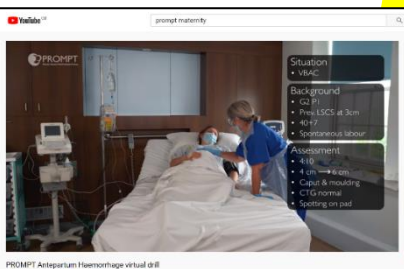 YouTube
prompt maternity
PROMPT
Situation
• VBAC
Background
• G2 P1
• Prev LSCS at 3cm
• 40+7
• Spontaneous labour
Assessment
• 4:10
• 4 cm → 6 cm
• Caput & moulding
• CTG normal
• Spotting on pad
PROMPT Antepartum Haemorrhage virtual drill